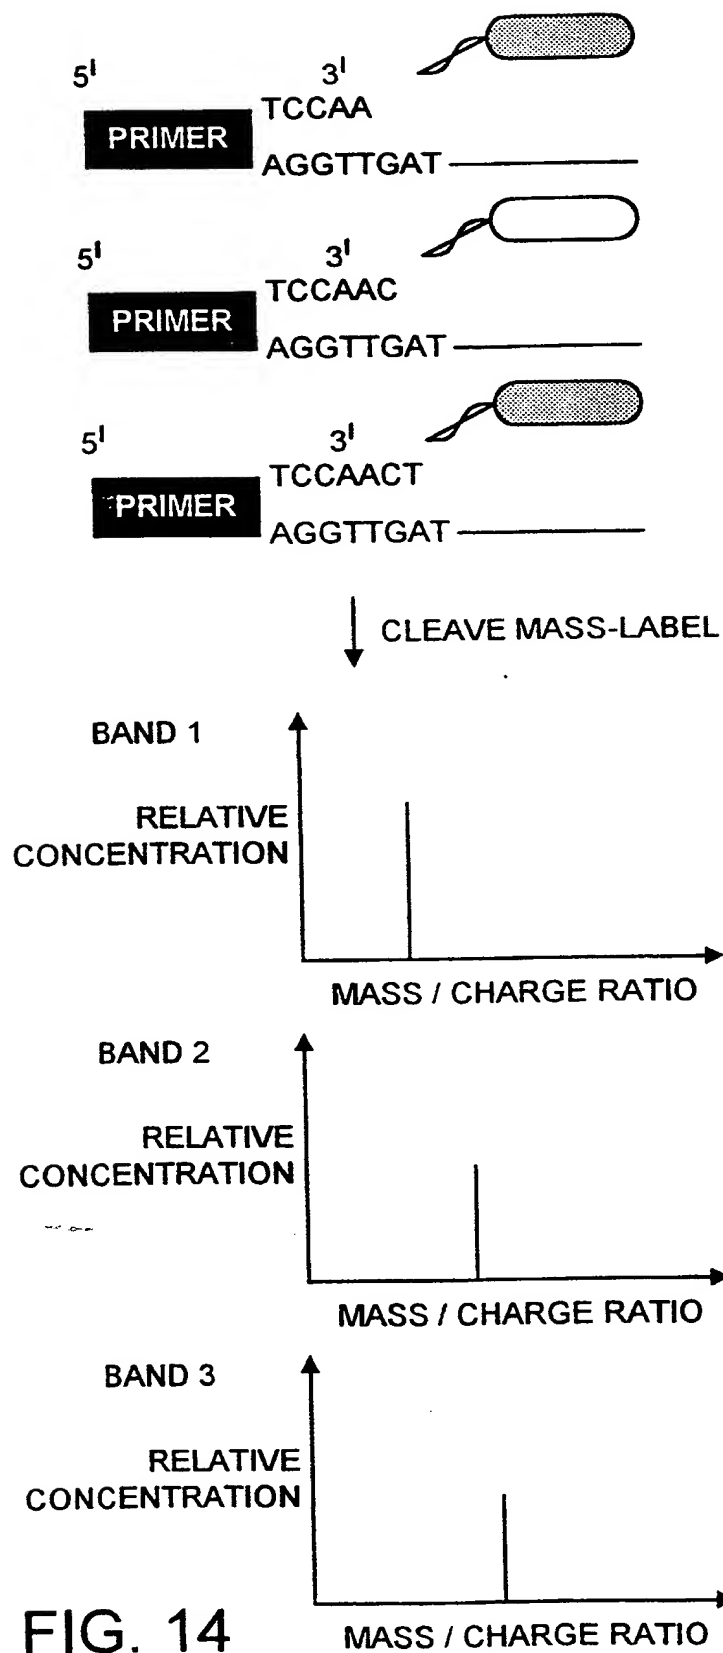 5' 3'
TCCAA
PRIMER
AGGTTGAT
5' 3'
TCCAAC
PRIMER
AGGTTGAT
5' 3'
TCCAACT
PRIMER
AGGTTGAT
CLEAVE MASS-LABEL
BAND 1
RELATIVE
CONCENTRATION
MASS / CHARGE RATIO
BAND 2
RELATIVE
CONCENTRATION
MASS / CHARGE RATIO
BAND 3
RELATIVE
CONCENTRATION
MASS / CHARGE RATIO
FIG. 14